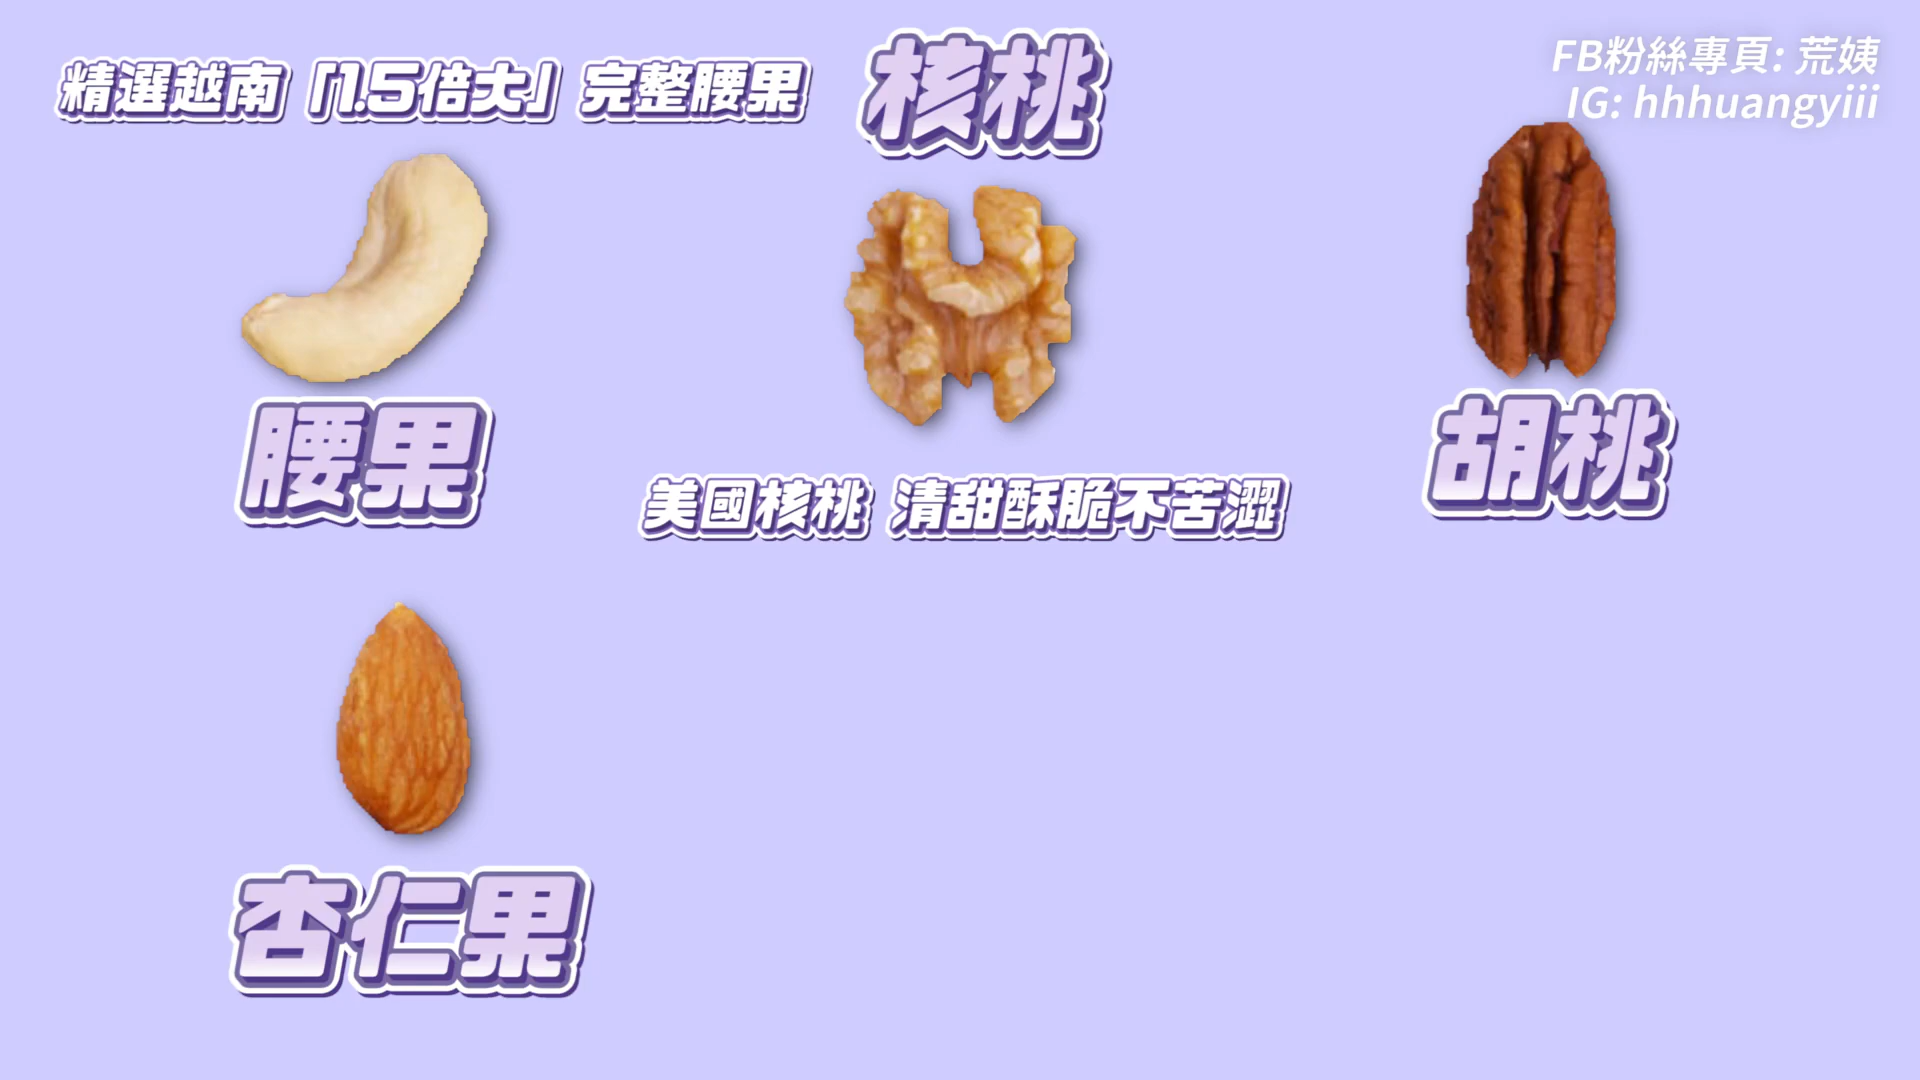 精選越南「1.5倍大」完整腰果
核桃
FB粉絲專頁: 荒姨
IG: hhhuangyiii
腰果
美國核桃 清甜酥脆不苦澀
胡桃
杏仁果